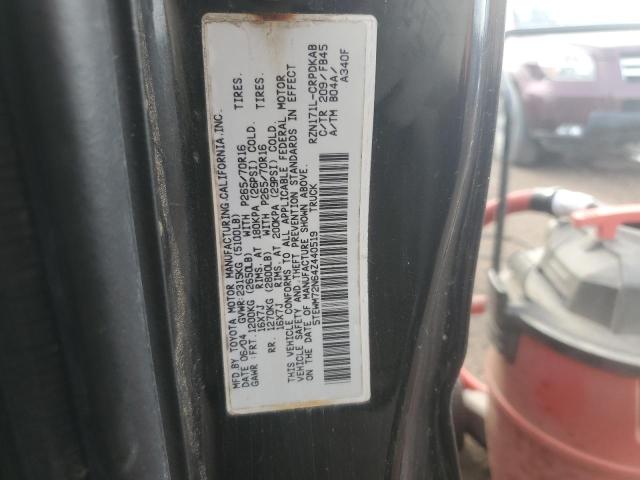 MFD.BY TOYOTA MOTOR MANUFACTURING,CALIFORNIA,INC.
DATE 06/04 GVWR:2315KG (5100LB)
GAWR :FRT.1200KG (2650LB) WITH P265/70R16 TIRES.
16X7J RIMS. AT 180KPA (26PSI) COLD.
RR. 1270KG (2800LB) WITH P265/70R16 TIRES.
16X7J RIMS. AT 200KPA (29PSI) COLD.
THIS VEHICLE CONFORMS TO ALL APPLICABLE FEDERAL MOTOR
VEHICLE SAFETY AND THEFT PREVENTION STANDARDS IN EFFECT
ON THE DATE OF MANUFACTURE SHOWN ABOVE.
5TEWM72N64Z440519 TRUCK
RZN171L-CRPDKAB
C/TR 209/FB45
A/TM B04A/
A340F